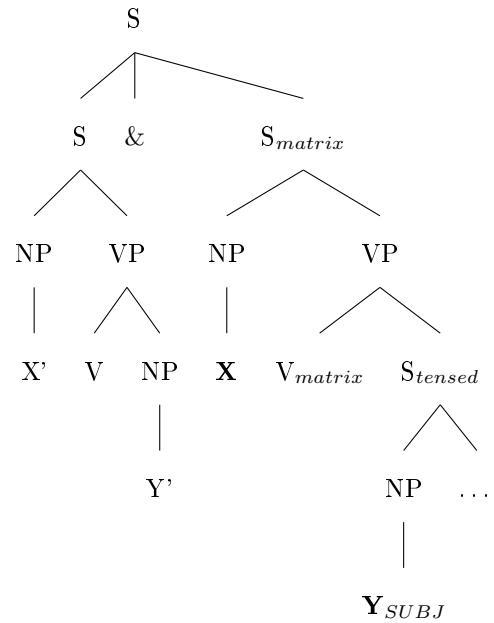 S
S & S_matrix
NP VP NP VP
X' V NP X V_matrix S_tensed
Y' NP ...
Y_SUBJ